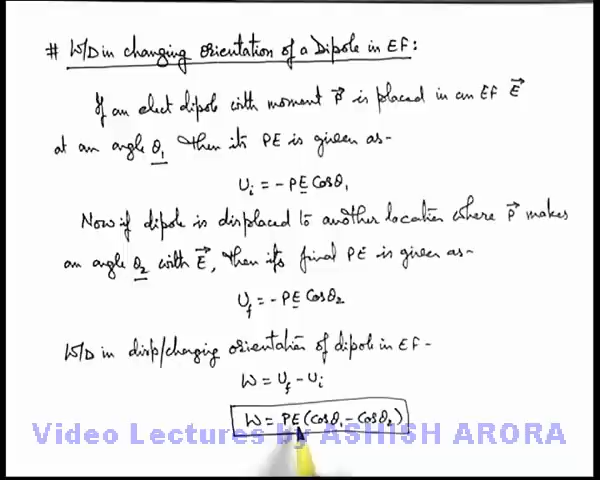 # W/D in changing orientation of a Dipole in EF:
If an elect dipole with moment P⃗ is placed in an EF E⃗
at an angle θ₁ then its PE is given as-
Uᵢ = - PE Cosθ₁
Now if dipole is displaced to another location where P⃗ makes
an angle θ₂ with E⃗, then its final PE is given as-
U_f = - PE Cosθ₂
W/D in disp/changing orientation of dipole in EF -
W = U_f - Uᵢ
W = PE (Cosθ₁ - Cosθ₂)
Video Lectures by ASHISH ARORA